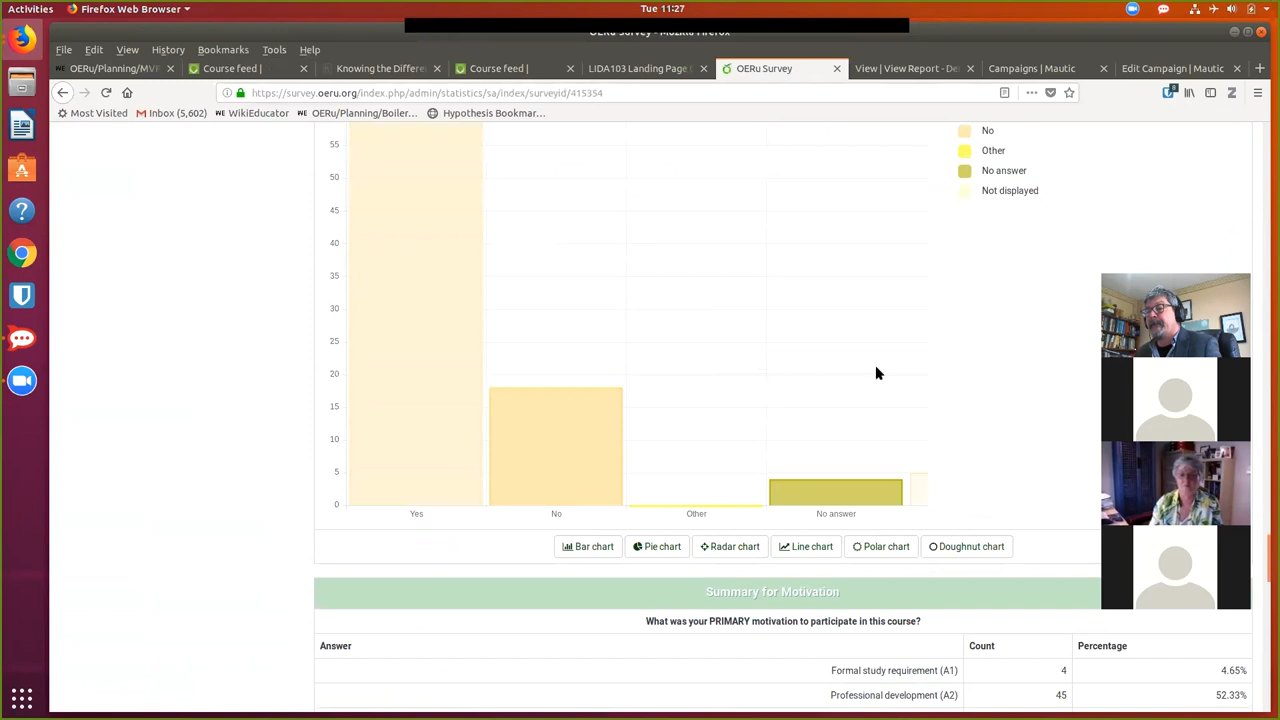 Activities Firefox Web Browser Tue 11:27
OERu Survey - Mozilla Firefox
File Edit View History Bookmarks Tools Help
OERu/Planning/MVP Course feed | Knowing the Differe Course feed | LIDA103 Landing Page OERu Survey View | View Report - De Campaigns | Mautic Edit Campaign | Mautic
https://survey.oeru.org/index.php/admin/statistics/sa/index/surveyid/415354
Most Visited Inbox (5,602) WikiEducator OERu/Planning/Boiler... Hypothesis Bookmar...
No
Other
No answer
Not displayed
55
50
45
40
35
30
25
20
15
10
5
0
Yes No Other No answer
Bar chart Pie chart Radar chart Line chart Polar chart Doughnut chart
Summary for Motivation
What was your PRIMARY motivation to participate in this course?
Answer Count Percentage
Formal study requirement (A1) 4 4.65%
Professional development (A2) 45 52.33%